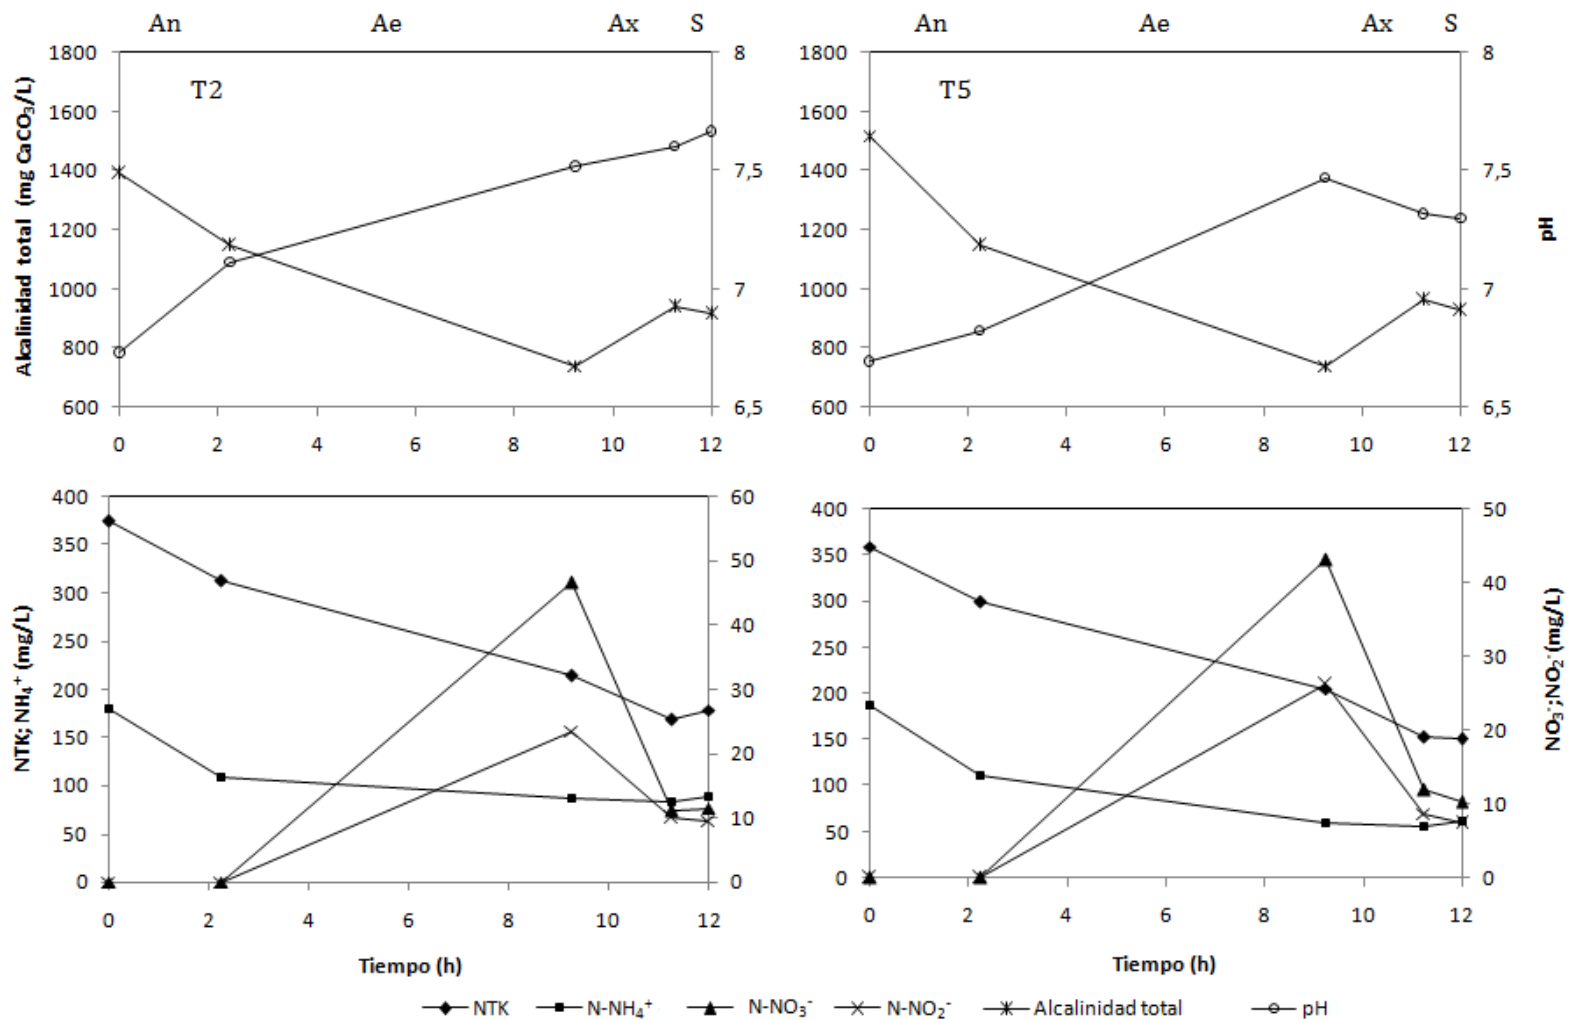 An Ae Ax S
An Ae Ax S
1800 8 1800 8
T2 T5
1600 1600
1400 7,5 1400 7,5
1200 1200
1000 7 1000 7
800 800
600 6,5 600 6,5
0 2 4 6 8 10 12
0 2 4 6 8 10 12
Alcalinidad total (mg CaCO₃/L)
pH
400 60 400 50
350 50 350 40
300 40 300 30
250 30 250 20
200 20 200 10
150 10 150 0
100 0 100
50 50
0 0
0 2 4 6 8 10 12
0 2 4 6 8 10 12
NTK; NH₄⁺ (mg/L)
NO₃⁻;NO₂⁻(mg/L)
Tiempo (h) Tiempo (h)
NTK N-NH₄⁺ N-NO₃⁻ N-NO₂⁻ Alcalinidad total pH